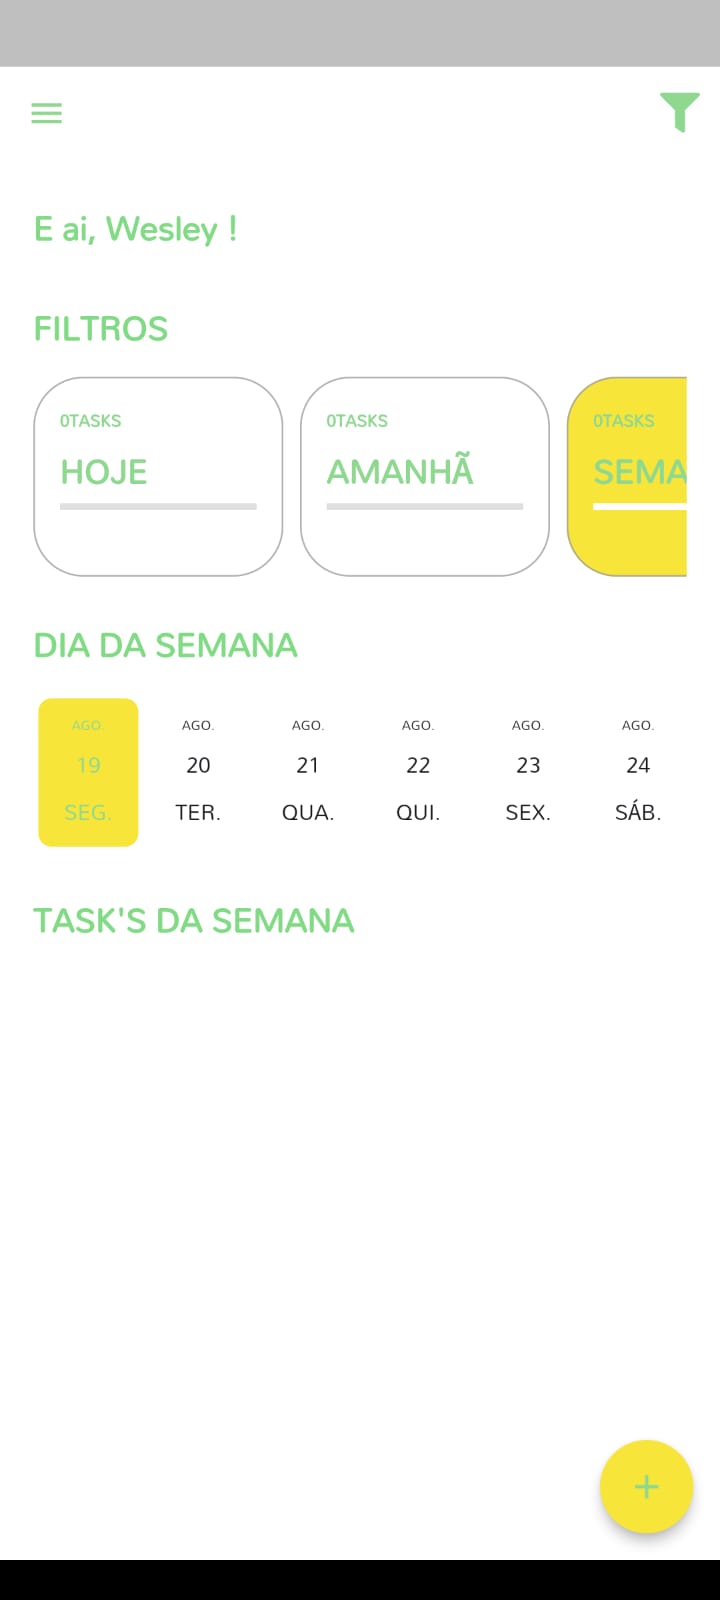 E ai, Wesley !
FILTROS
0TASKS 0TASKS 0TASKS
HOJE AMANHÃ SEMA
DIA DA SEMANA
AGO. AGO. AGO. AGO. AGO. AGO.
19 20 21 22 23 24
SEG. TER. QUA. QUI. SEX. SÁB.
TASK'S DA SEMANA
+